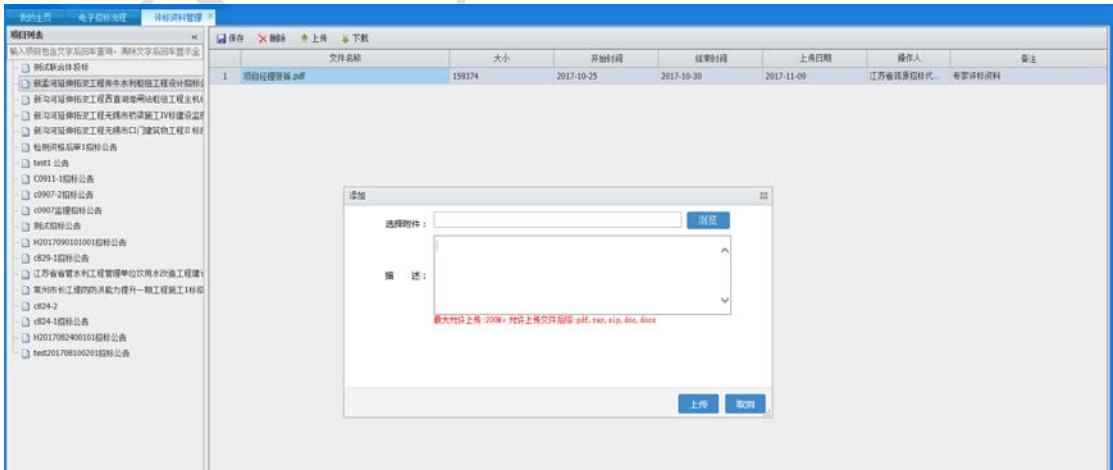 我的主页 电子招标流程 评标资料管理
项目列表
保存 删除 上传 下载
输入项目包含文字后回车查询,清除文字后回车显示全
文件名称 大小 开始时间 结束时间 上传日期 操作人 备注
1 项目经理答辩.pdf 159374 2017-10-25 2017-10-30 2017-11-09 江苏省 招标代... 专家评标资料
测试联合体投标
新孟河延伸拓浚工程奔牛水利枢纽工程设计招标公
新沟河延伸拓浚工程西直湖港闸站枢纽工程主机
新沟河延伸拓浚工程无锡市桥梁施工IV标建设监理
新沟河延伸拓浚工程无锡市口门建筑物工程II标
检测资格后审1招标公告
test1 公告
C0911-1招标公告
c0907-2招标公告
c0907监理招标公告
测试招标公告
H2017090101001招标公告
c829-1招标公告
江苏省省管水利工程管理单位饮用水改造工程建
常州市长江堤防防洪能力提升一期工程施工1标招
c824-2
c824-1招标公告
H2017082400101招标公告
test201708100201招标公告
添加
选择附件: 浏览
描 述:
最大允许上传:200M,允许上传文件后缀:pdf,rar,zip,doc,docx
上传 取消